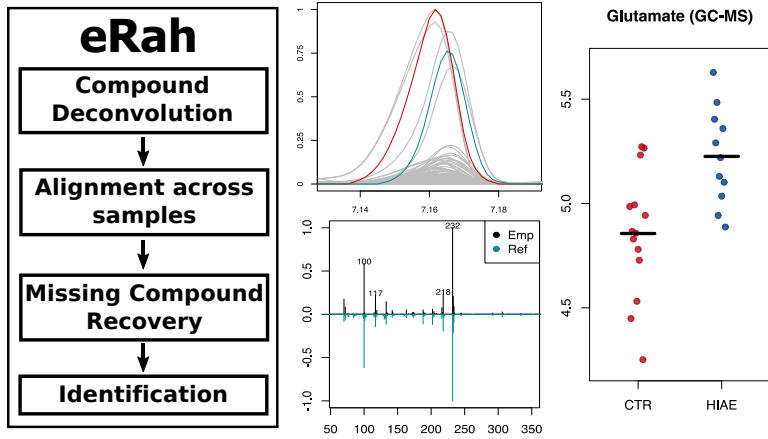 eRah
Compound
Deconvolution
Alignment across
samples
Missing Compound
Recovery
Identification
1
0.75
0.5
0.25
0
7.14
7.16
7.18
232
Emp
Ref
100
117
218
1.0
0.5
0.0
-0.5
-1.0
50
100
150
200
250
300
350
Glutamate (GC-MS)
5.5
5.0
4.5
CTR
HIAE